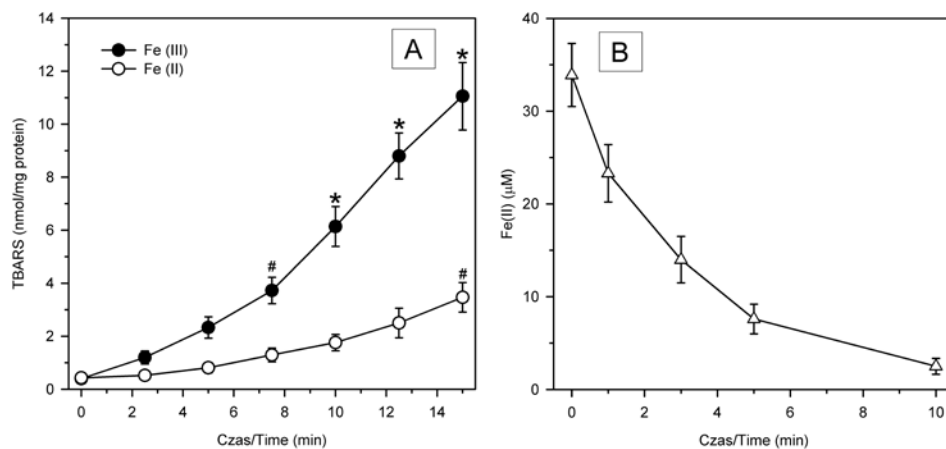 A
Fe (III)
Fe (II)
#
*
*
*
#
TBARS (nmol/mg protein)
14
12
10
8
6
4
2
0
0 2 4 6 8 10 12 14
Czas/Time (min)
B
Fe(II) (μM)
40
30
20
10
0
0 2 4 6 8 10
Czas/Time (min)